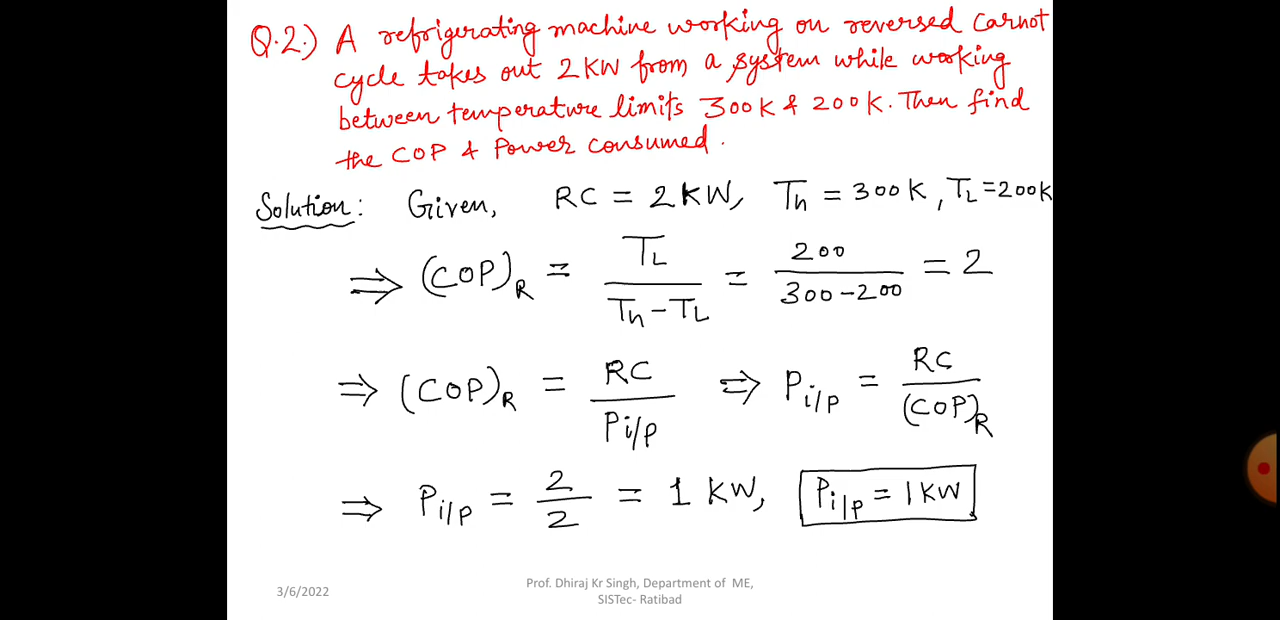 Q.2.) A refrigerating machine working on reversed Carnot
cycle takes out 2 KW from a system while working
between temperature limits 300K & 200K. Then find
the COP & Power consumed.
Solution: Given, RC = 2 KW, Th = 300 K, TL = 200K
⇒ (COP)R = TL / (Th - TL) = 200 / (300 - 200) = 2
⇒ (COP)R = RC / Pi/p ⇒ Pi/p = RC / (COP)R
⇒ Pi/p = 2 / 2 = 1 KW, Pi/p = 1 KW
3/6/2022
Prof. Dhiraj Kr Singh, Department of ME,
SISTec- Ratibad